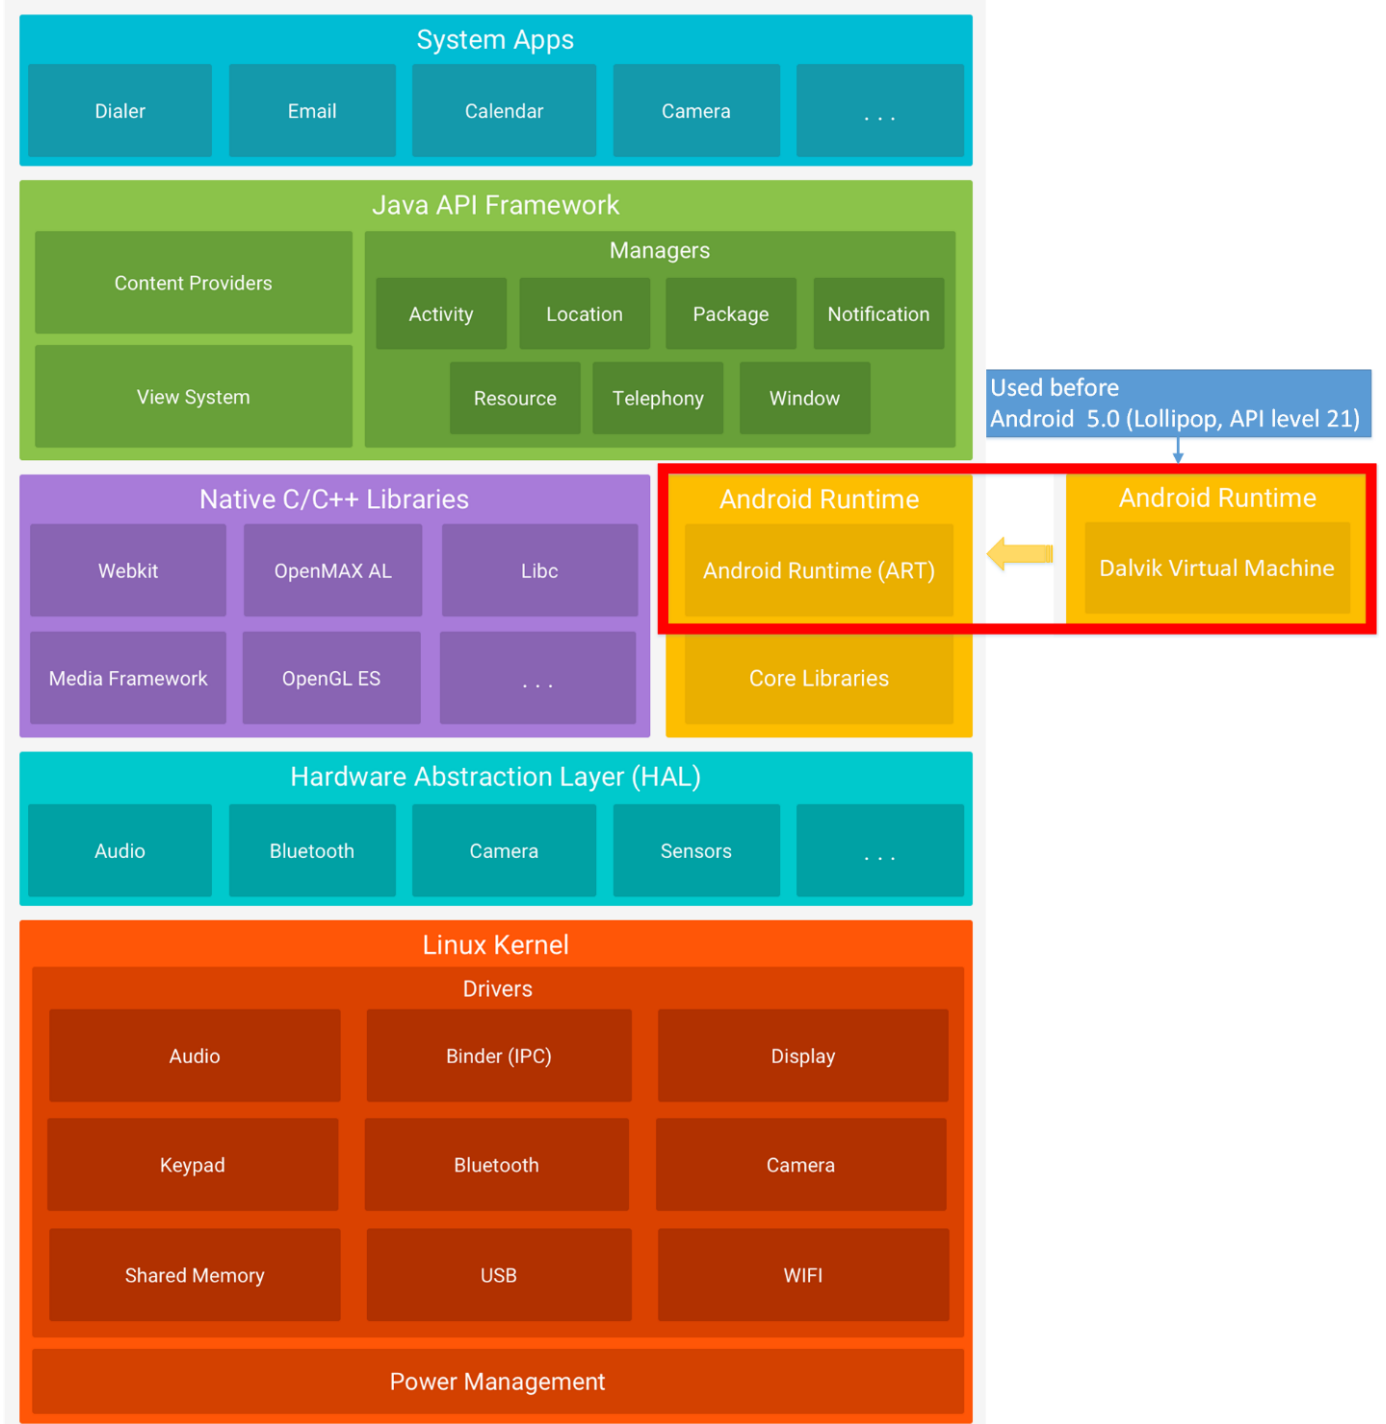 System Apps
Dialer
Email
Calendar
Camera
. . .
Java API Framework
Content Providers
View System
Managers
Activity
Location
Package
Notification
Resource
Telephony
Window
Used before
Android  5.0 (Lollipop, API level 21)
Native C/C++ Libraries
Webkit
OpenMAX AL
Libc
Media Framework
OpenGL ES
. . .
Android Runtime
Android Runtime (ART)
Core Libraries
Android Runtime
Dalvik Virtual Machine
Hardware Abstraction Layer (HAL)
Audio
Bluetooth
Camera
Sensors
. . .
Linux Kernel
Drivers
Audio
Binder (IPC)
Display
Keypad
Bluetooth
Camera
Shared Memory
USB
WIFI
Power Management